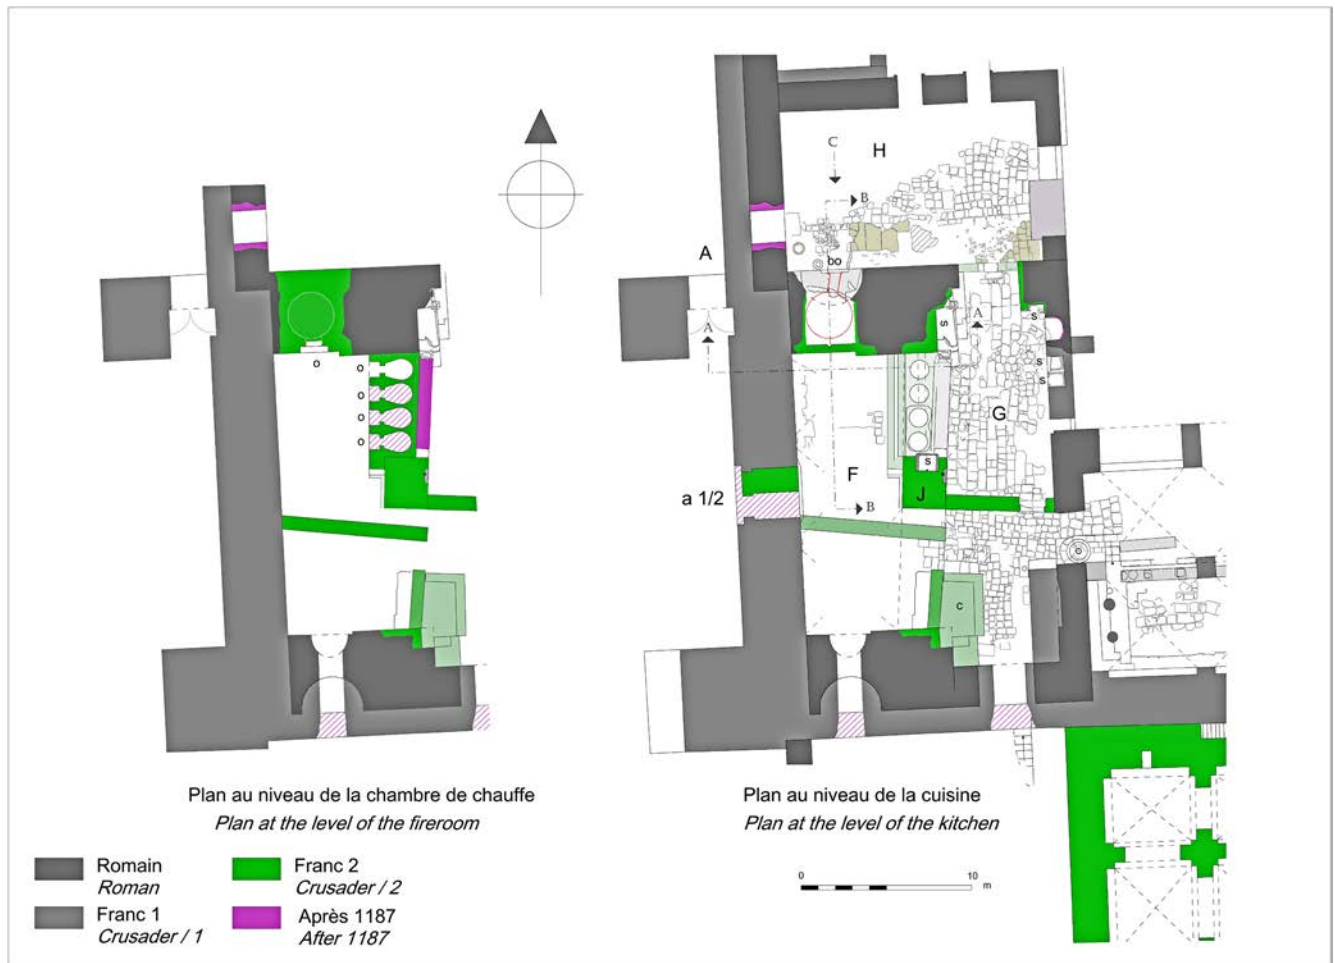 C
H
B
A
bo
A
A
s
s
s
s
o
o
o
o
o
G
F
s
J
B
a 1/2
c
Plan au niveau de la chambre de chauffe
Plan at the level of the fireroom
Plan au niveau de la cuisine
Plan at the level of the kitchen
Romain
Roman
Franc 2
Crusader / 2
Franc 1
Crusader / 1
Après 1187
After 1187
0 10
m